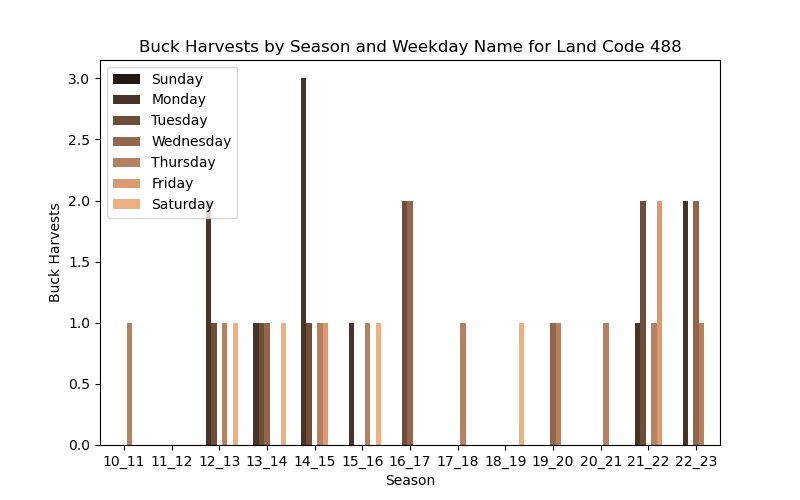 Buck Harvests by Season and Weekday Name for Land Code 488
Sunday
Monday
Tuesday
Wednesday
Thursday
Friday
Saturday
3.0
2.5
2.0
1.5
1.0
0.5
0.0
Buck Harvests
10_11 11_12 12_13 13_14 14_15 15_16 16_17 17_18 18_19 19_20 20_21 21_22 22_23
Season